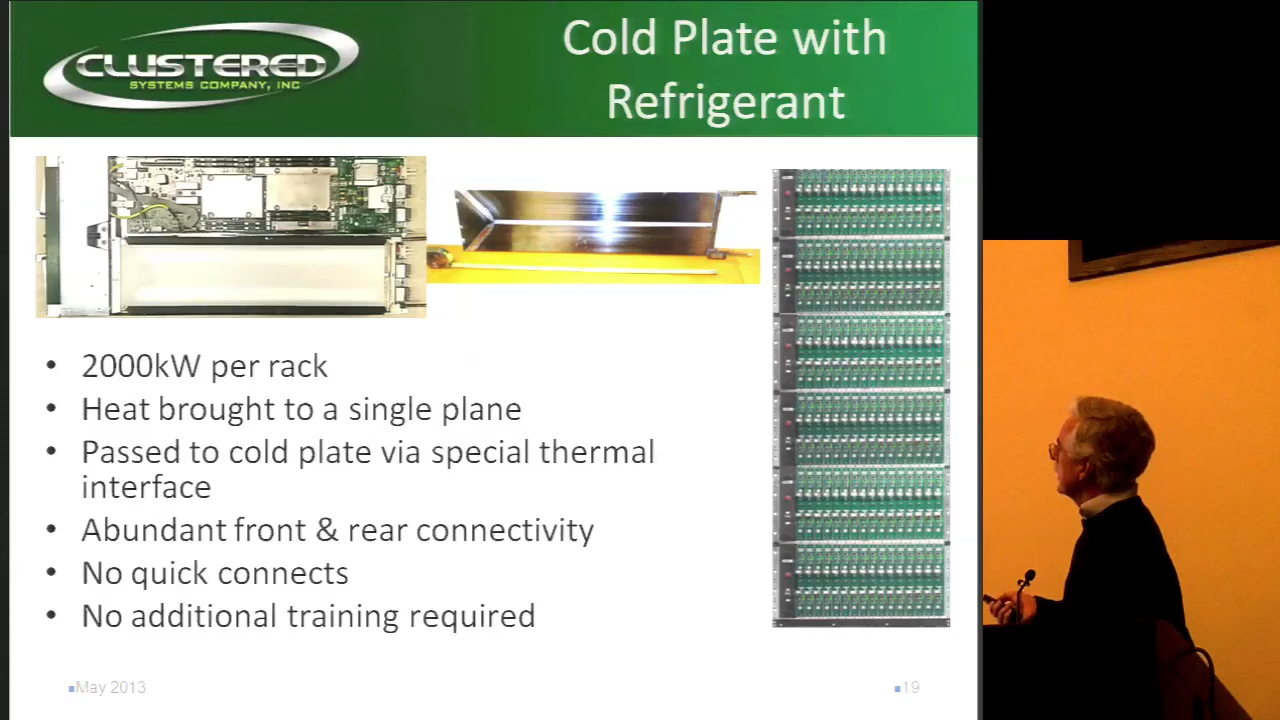 CLUSTERED
SYSTEMS COMPANY, INC
Cold Plate with
Refrigerant
• 2000kW per rack
• Heat brought to a single plane
• Passed to cold plate via special thermal
interface
• Abundant front & rear connectivity
• No quick connects
• No additional training required
May 2013
19